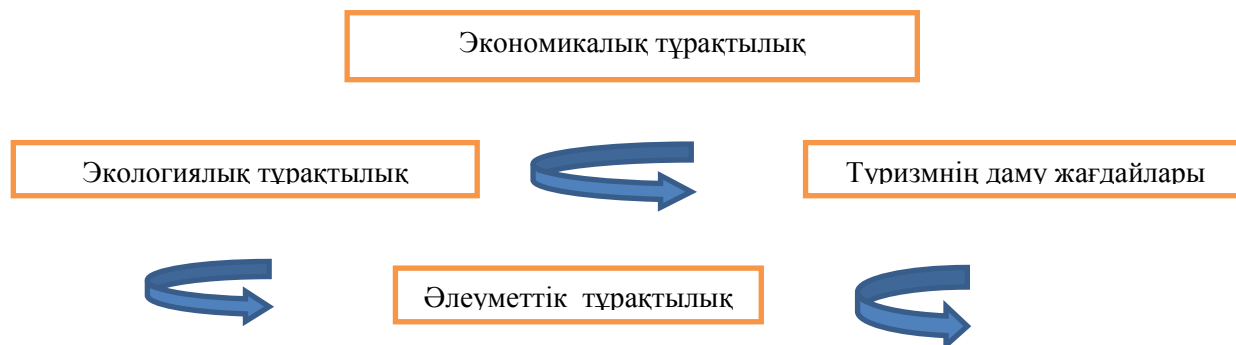 Экономикалық тұрақтылық
Экологиялық тұрақтылық
Туризмнің даму жағдайлары
Әлеуметтік тұрақтылық